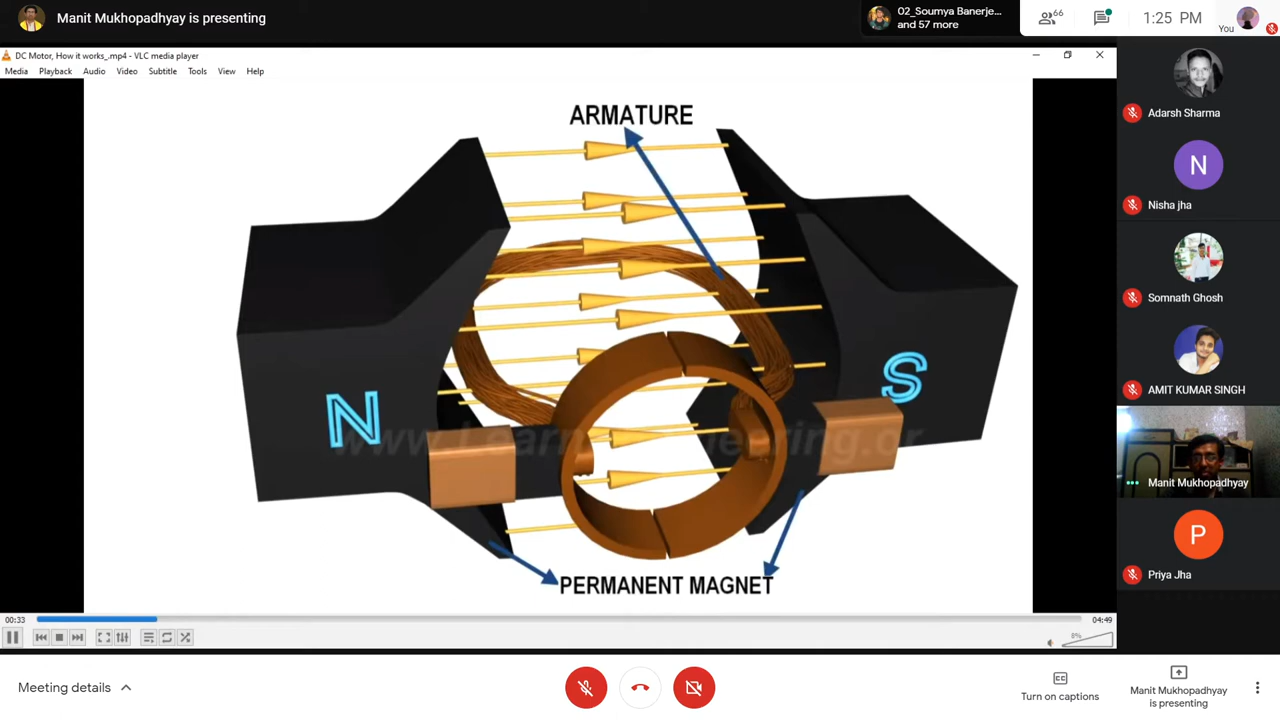 Manit Mukhopadhyay is presenting
02_Soumya Banerje...
and 57 more
66
1:25 PM
You
DC Motor, How it works_.mp4 - VLC media player
Media Playback Audio Video Subtitle Tools View Help
ARMATURE
N
S
PERMANENT MAGNET
00:33
04:49
8%
Adarsh Sharma
N
Nisha jha
Somnath Ghosh
AMIT KUMAR SINGH
Manit Mukhopadhyay
P
Priya Jha
Meeting details
CC
Turn on captions
Manit Mukhopadhyay
is presenting